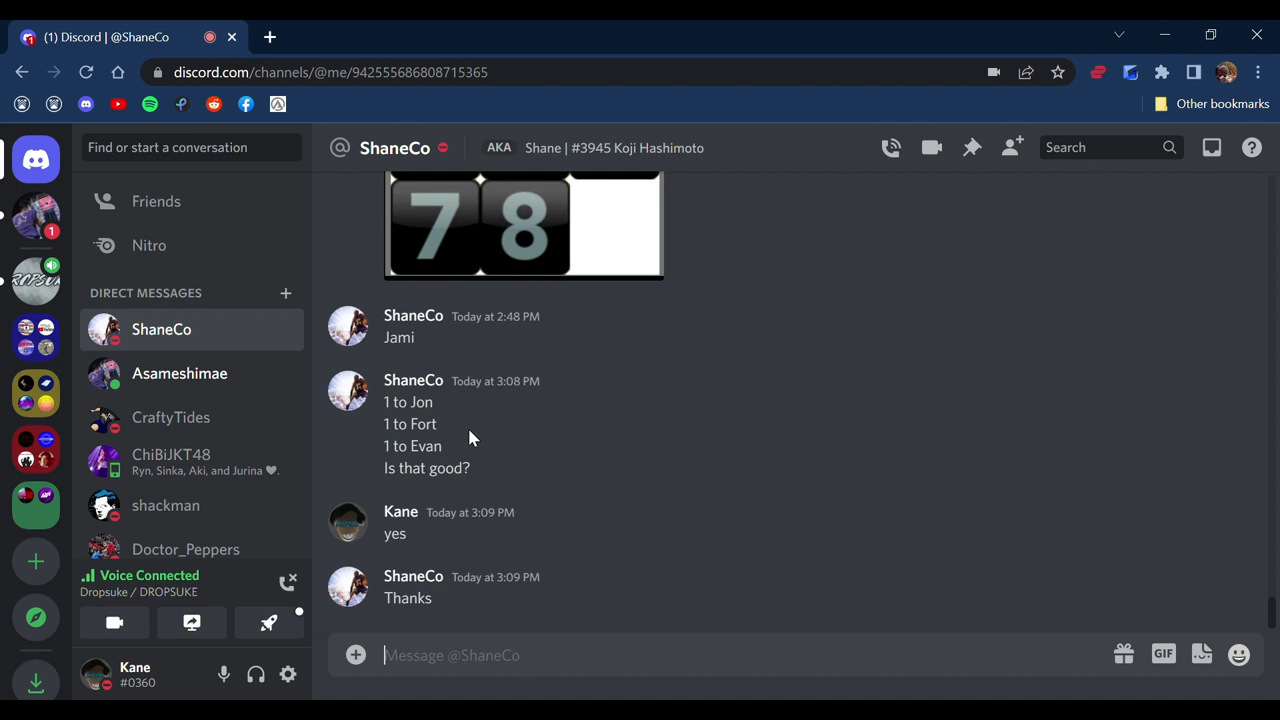 (1) Discord | @ShaneCo
discord.com/channels/@me/942555686808715365
Other bookmarks
Find or start a conversation
@ ShaneCo AKA Shane | #3945 Koji Hashimoto
Search
1
Friends
Nitro
DIRECT MESSAGES
ShaneCo
Asameshimae
CraftyTides
ChiBiJKT48
Ryn, Sinka, Aki, and Jurina ♥.
shackman
Doctor_Peppers
Voice Connected
Dropsuke / DROPSUKE
Kane
#0360
7 8
ShaneCo Today at 2:48 PM
Jami
ShaneCo Today at 3:08 PM
1 to Jon
1 to Fort
1 to Evan
Is that good?
Kane Today at 3:09 PM
yes
ShaneCo Today at 3:09 PM
Thanks
Message @ShaneCo
GIF